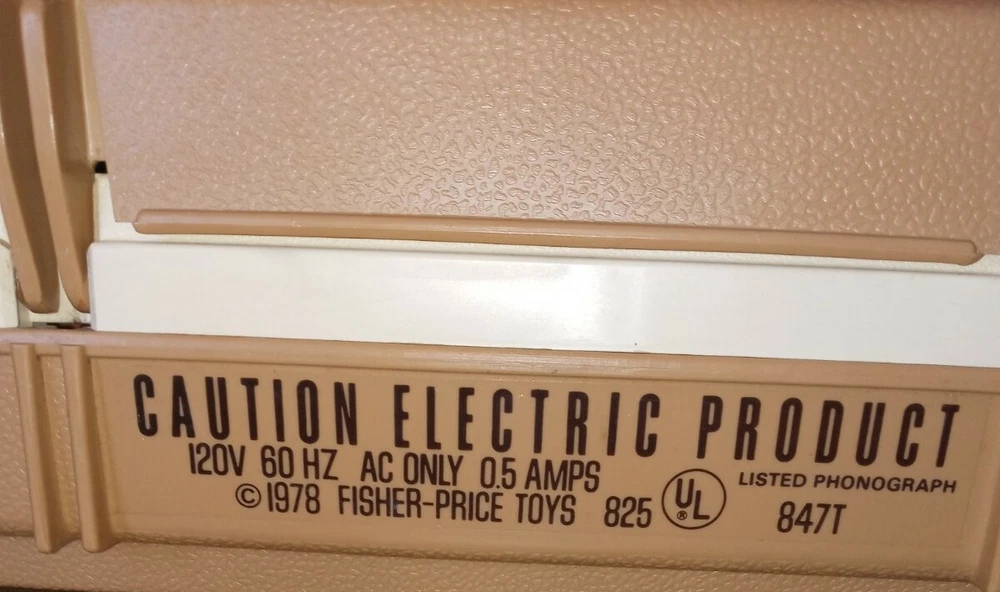 CAUTION ELECTRIC PRODUCT
120V 60 HZ AC ONLY 0.5 AMPS
© 1978 FISHER-PRICE TOYS 825
UL ®
LISTED PHONOGRAPH
847T